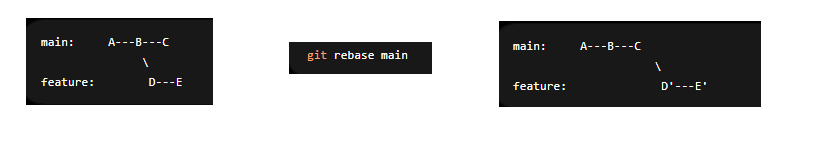 main:     A---B---C
               \
feature:        D---E
git rebase main
main:     A---B---C
                     \
feature:              D'---E'